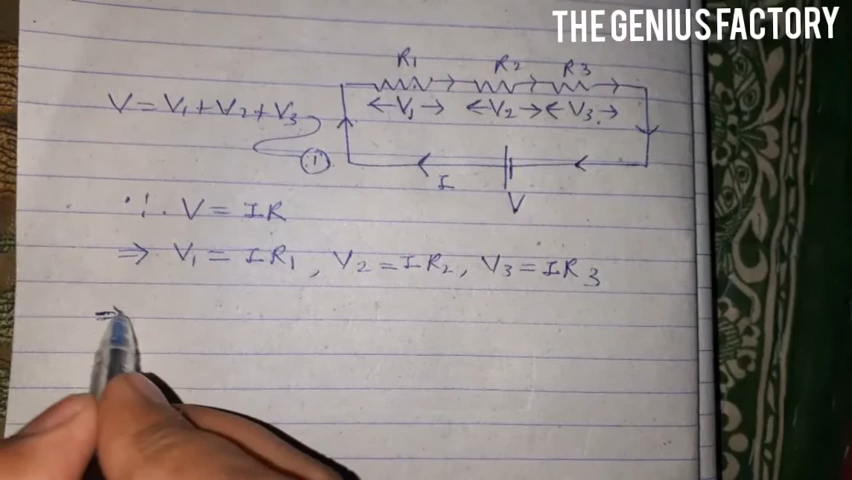 THE GENIUS FACTORY
R1 R2 R3
V = V1 + V2 + V3
V1 V2 V3
1
I
V
∵ V = IR
⇒ V1 = IR1, V2 = IR2, V3 = IR3